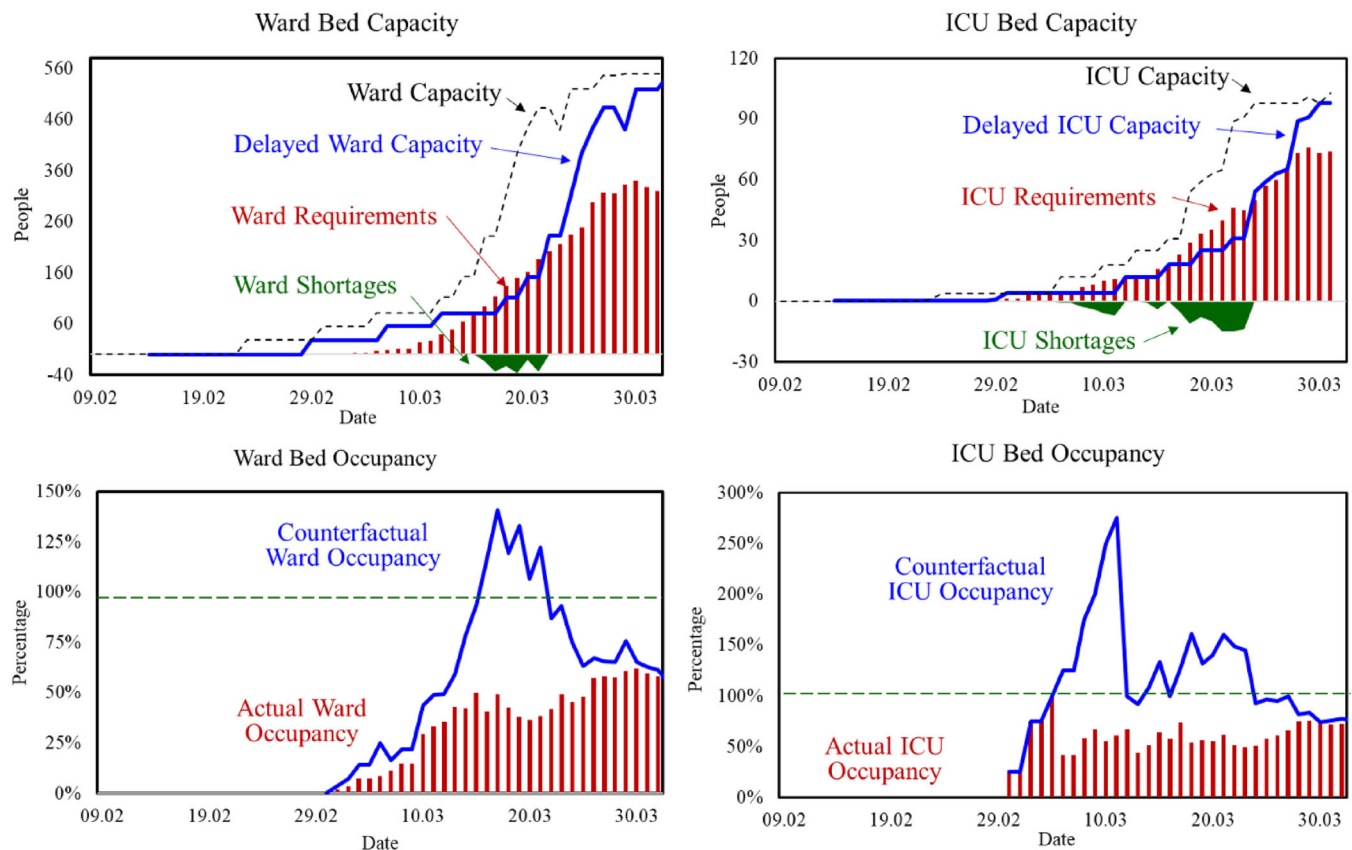 Ward Bed Capacity
560
460
360
260
160
60
-40
People
Ward Capacity
Delayed Ward Capacity
Ward Requirements
Ward Shortages
09.02 19.02 29.02 10.03 20.03 30.03
Date
ICU Bed Capacity
120
90
60
30
0
-30
People
ICU Capacity
Delayed ICU Capacity
ICU Requirements
ICU Shortages
09.02 19.02 29.02 10.03 20.03 30.03
Date
Ward Bed Occupancy
150%
125%
100%
75%
50%
25%
0%
Percentage
Counterfactual
Ward Occupancy
Actual Ward
Occupancy
09.02 19.02 29.02 10.03 20.03 30.03
Date
ICU Bed Occupancy
300%
250%
200%
150%
100%
50%
0%
Percentage
Counterfactual
ICU Occupancy
Actual ICU
Occupancy
09.02 19.02 29.02 10.03 20.03 30.03
Date